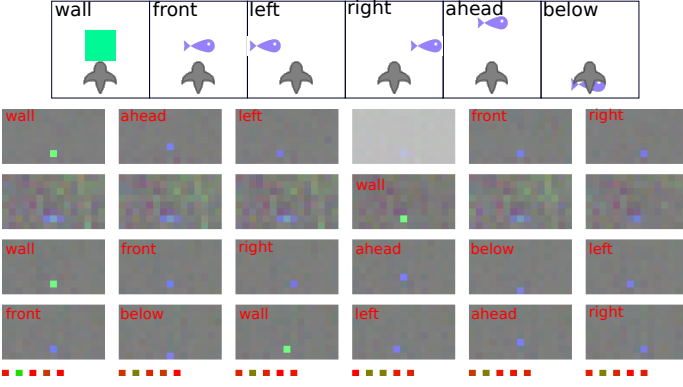 wall front left right ahead below
wall ahead left front right
wall
wall front right ahead below left
front below wall left ahead right